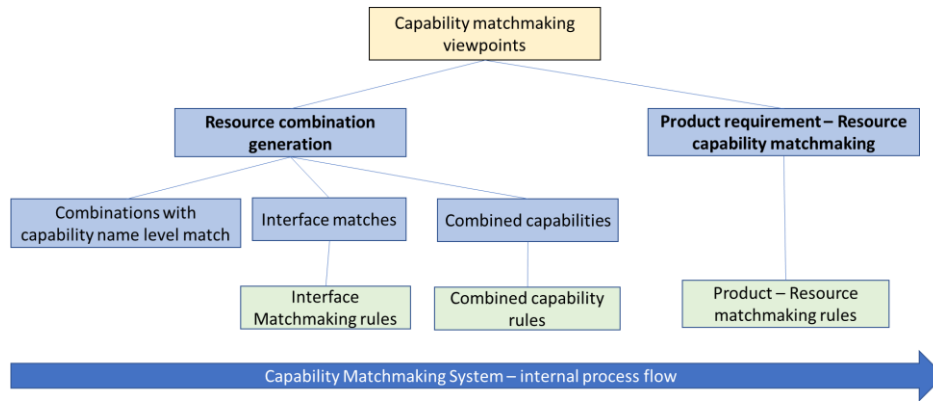 Capability matchmaking
viewpoints
Resource combination
generation
Product requirement – Resource
capability matchmaking
Combinations with
capability name level match
Interface matches
Combined capabilities
Interface
Matchmaking rules
Combined capability
rules
Product – Resource
matchmaking rules
Capability Matchmaking System – internal process flow